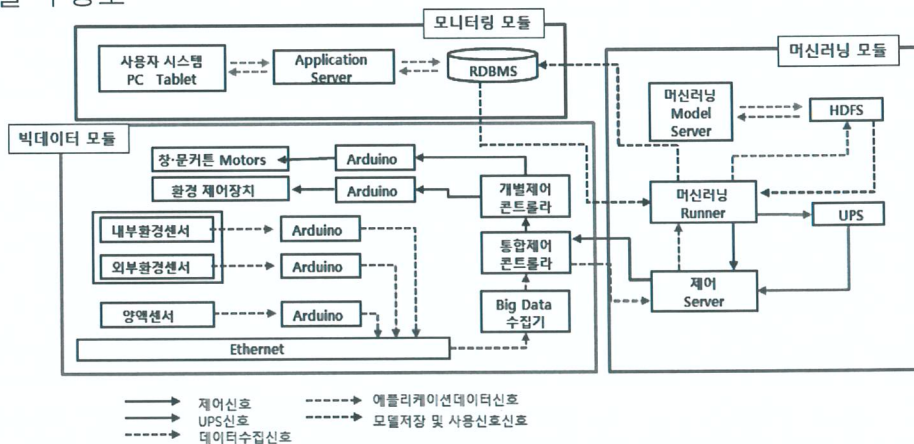 모니터링 모듈
사용자 시스템
PC Tablet
Application
Server
RDBMS
머신러닝 모듈
머신러닝
Model
Server
HDFS
머신러닝
Runner
UPS
제어
Server
빅데이터 모듈
창·문커튼 Motors
Arduino
환경 제어장치
Arduino
개별제어
콘트롤라
내부환경센서
Arduino
통합제어
콘트롤라
외부환경센서
Arduino
양액센서
Arduino
Big Data
수집기
Ethernet
제어신호
UPS신호
데이터수집신호
애플리케이션데이터신호
모델저장 및 사용신호신호